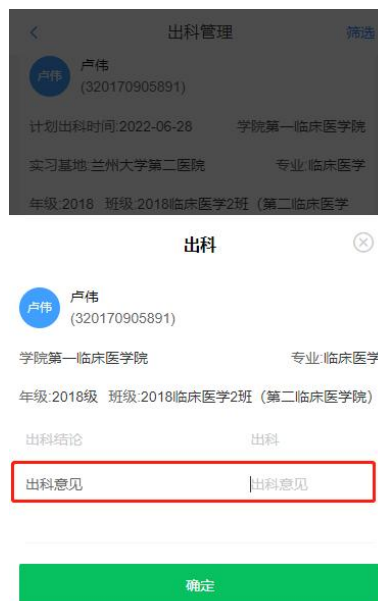 出科管理
筛选
卢伟
卢伟
(320170905891)
计划出科时间:2022-06-28 学院第一临床医学院
实习基地:兰州大学第二医院 专业:临床医学
年级:2018 班级:2018临床医学2班（第二临床医学
出科
卢伟
卢伟
(320170905891)
学院第一临床医学院 专业:临床医学
年级:2018级 班级:2018临床医学2班（第二临床医学院)
出科结论 出科
出科意见 出科意见
确定